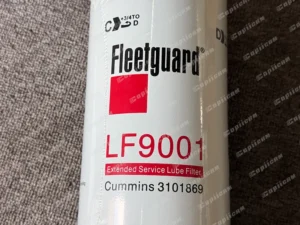 Fleetguard®
LF9001
Extended Service Lube Filter
Cummins 3101869